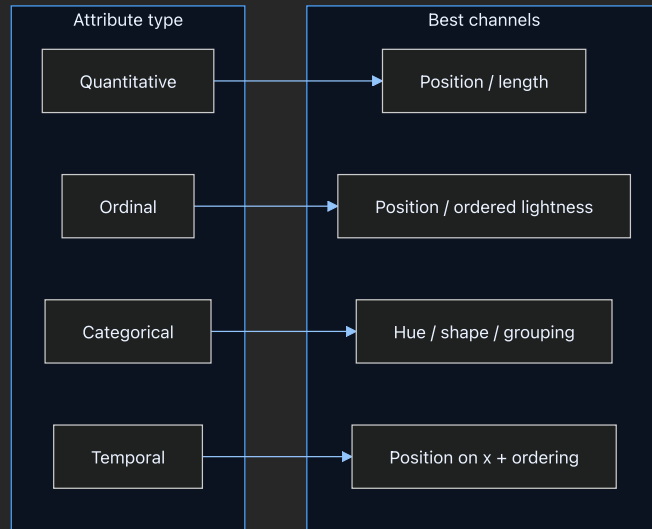 Attribute type
Best channels
Quantitative
Position / length
Ordinal
Position / ordered lightness
Categorical
Hue / shape / grouping
Temporal
Position on x + ordering